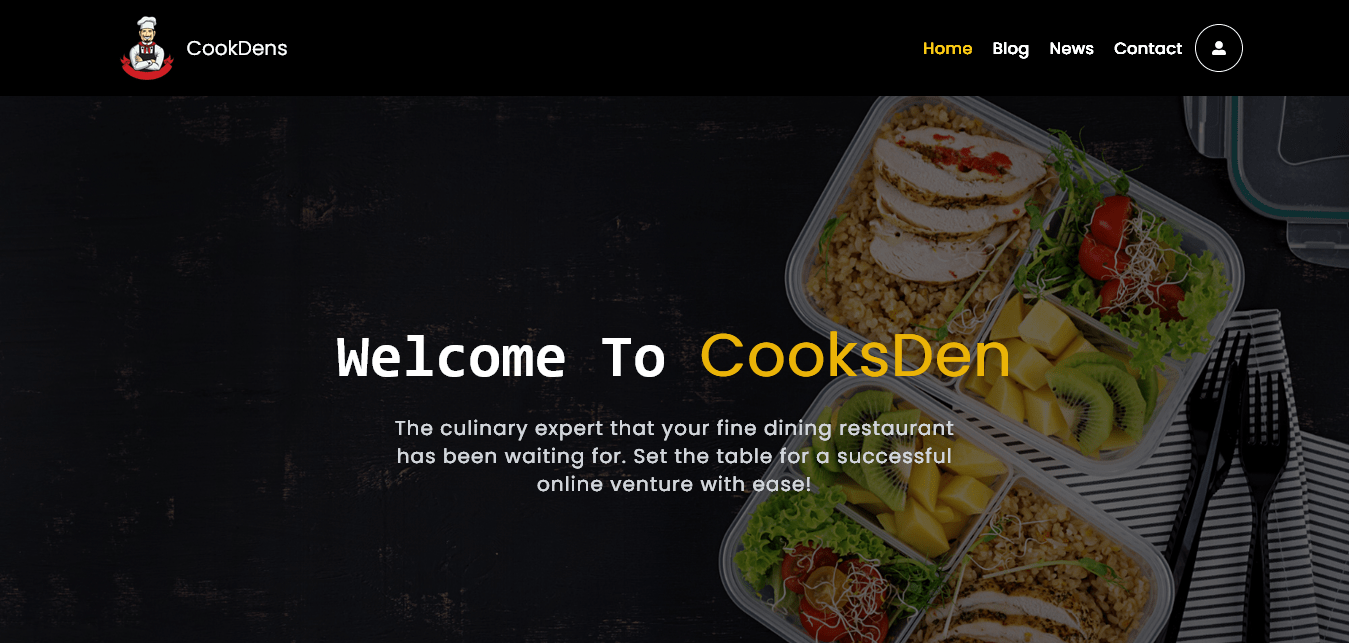 CookDens
Home Blog News Contact
Welcome To CooksDen
The culinary expert that your fine dining restaurant
has been waiting for. Set the table for a successful
online venture with ease!